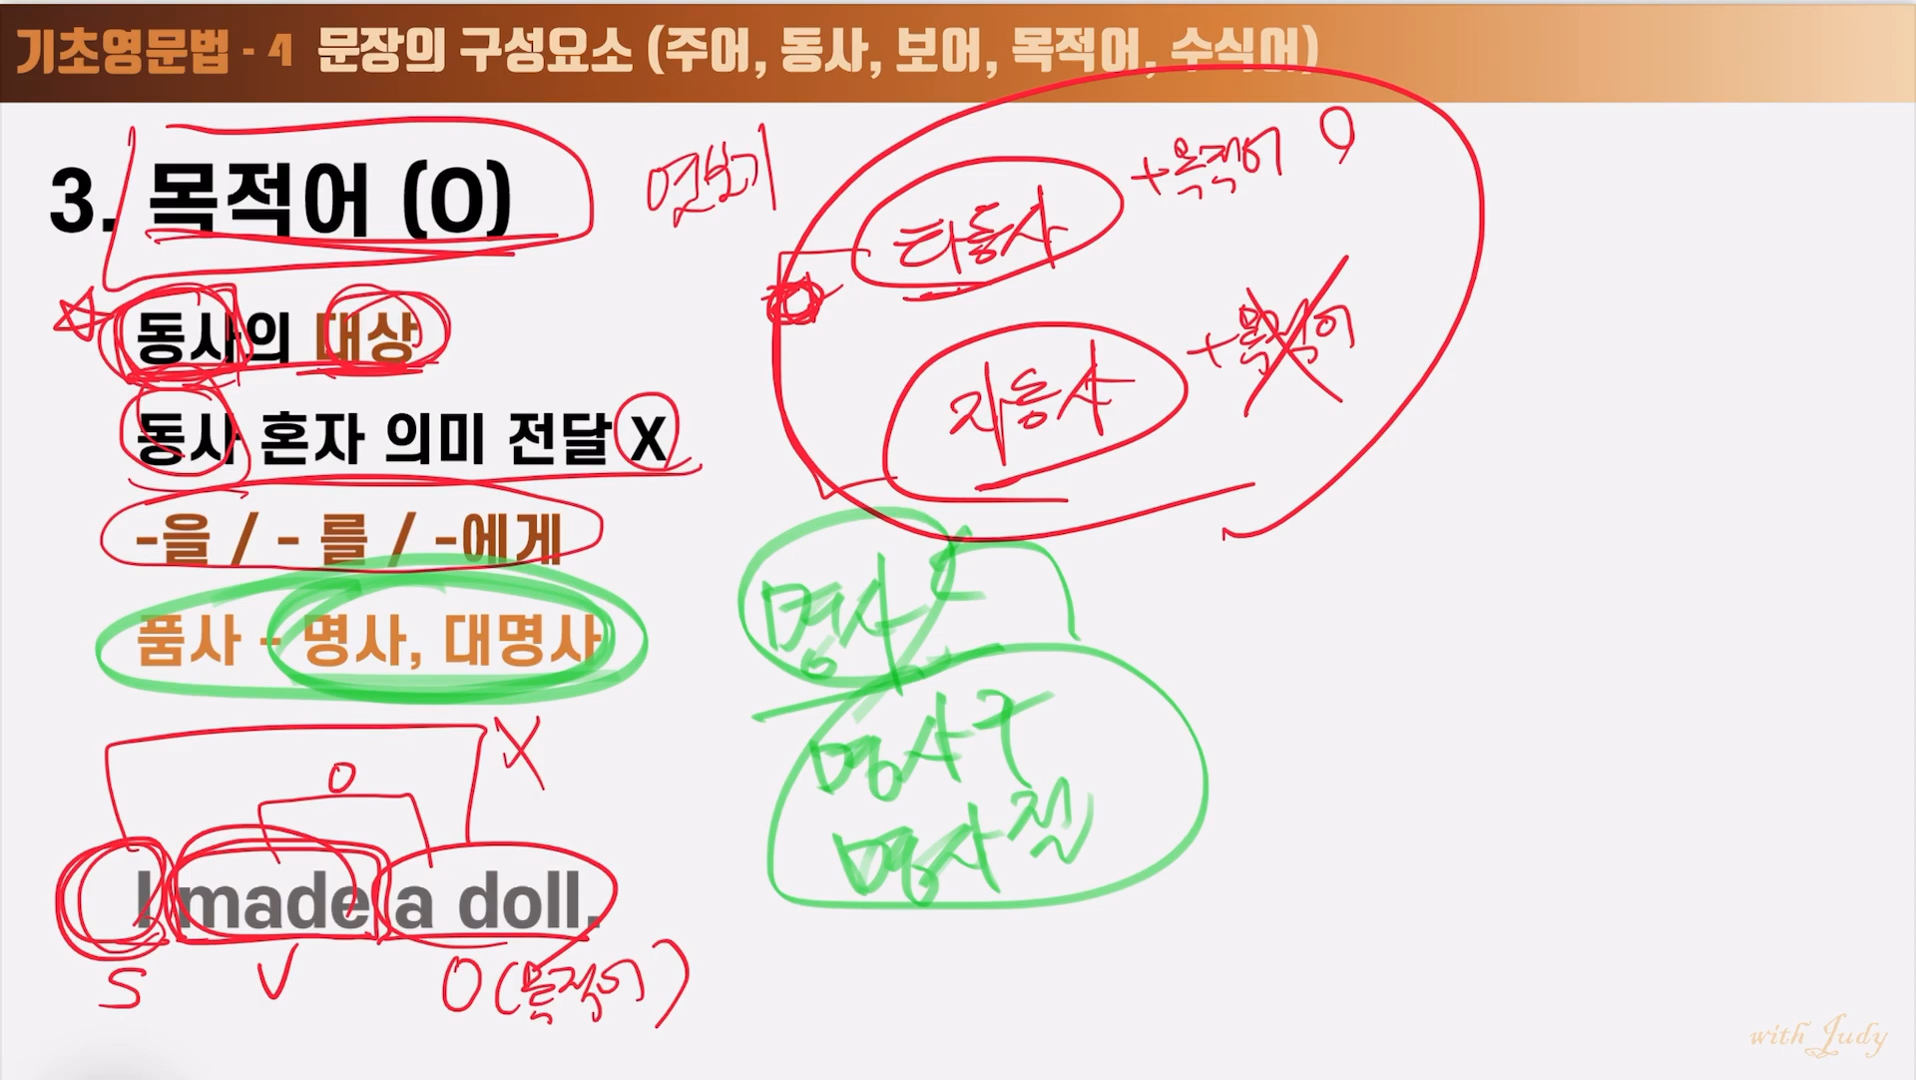 기초영문법 - 4 문장의 구성요소 (주어, 동사, 보어, 목적어, 수식어)
3. 목적어 (O)
엿보기
타동사 +목적어 O
동사의 대상
자동사 +목적어
동사 혼자 의미 전달 X
-을 / - 를 / -에게
품사 - 명사, 대명사
명사
명사구
명사절
X
O
I made a doll.
S V O (목적어)
with Judy